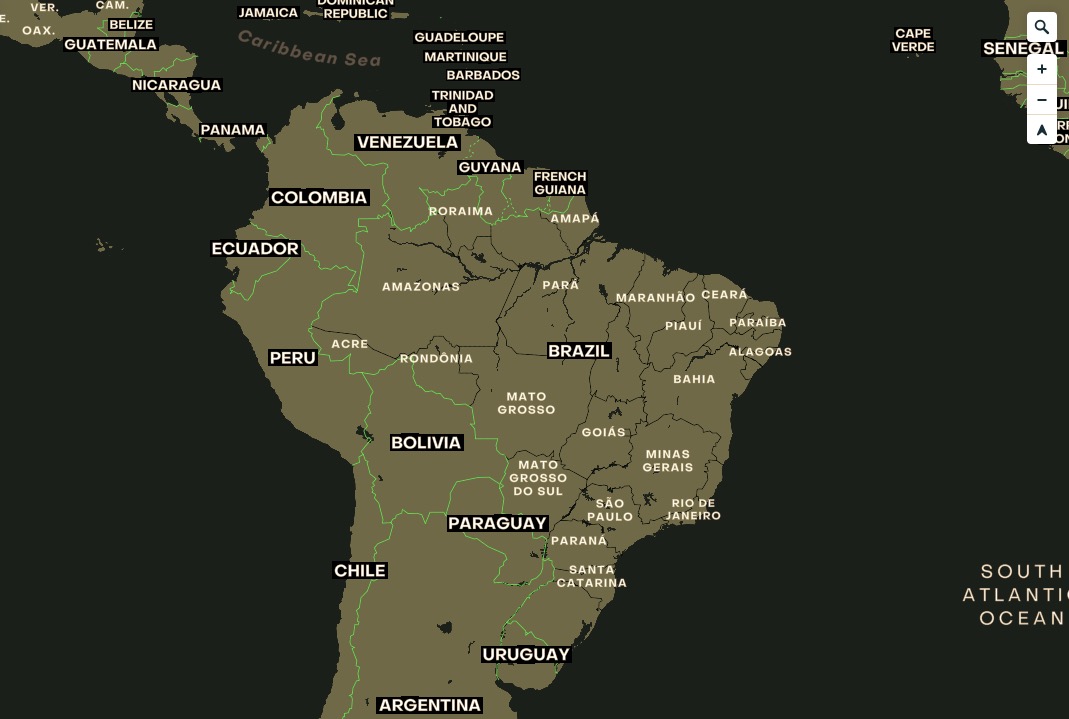 VER.
CAM.
DOMINICAN
REPUBLIC
JAMAICA
E.
OAX.
BELIZE
GUATEMALA
Caribbean Sea
GUADELOUPE
CAPE
VERDE
SENEGAL
MARTINIQUE
BARBADOS
NICARAGUA
TRINIDAD
AND
TOBAGO
PANAMA
VENEZUELA
GUYANA
FRENCH
GUIANA
COLOMBIA
RORAIMA
AMAPÁ
ECUADOR
AMAZONAS
PARÁ
MARANHÃO
CEARÁ
PIAUÍ
PARAÍBA
ACRE
RONDÔNIA
PERU
BRAZIL
ALAGOAS
BAHIA
MATO
GROSSO
GOIÁS
BOLIVIA
MINAS
GERAIS
MATO
GROSSO
DO SUL
SÃO
PAULO
RIO DE
JANEIRO
PARAGUAY
PARANÁ
CHILE
SANTA
CATARINA
SOUTH
ATLANTIC
OCEAN
URUGUAY
ARGENTINA